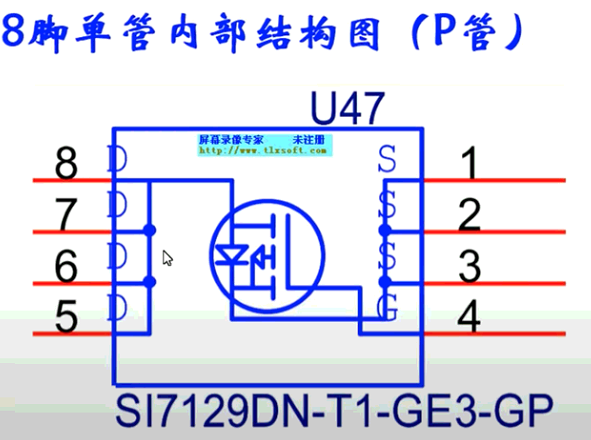 8脚单管内部结构图（P管）
U47
屏幕录像专家 未注册
http://www.tlxsoft.com
8 D S 1
7 D S 2
6 D S 3
5 D G 4
SI7129DN-T1-GE3-GP